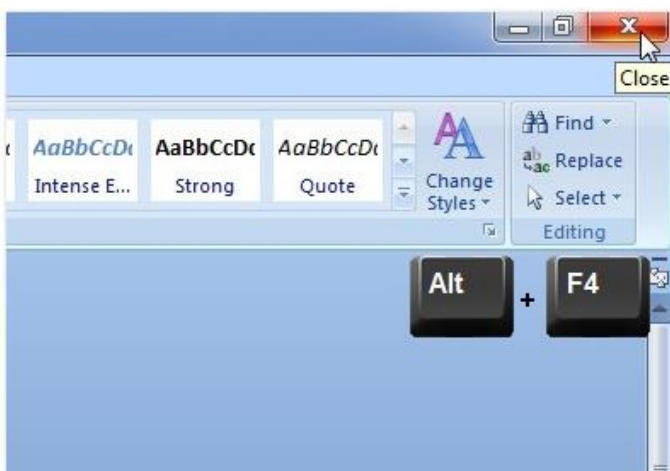 Close
AaBbCcDc AaBbCcDc AaBbCcDc
Intense E... Strong Quote
Change
Styles
Find
Replace
Select
Editing
Alt + F4